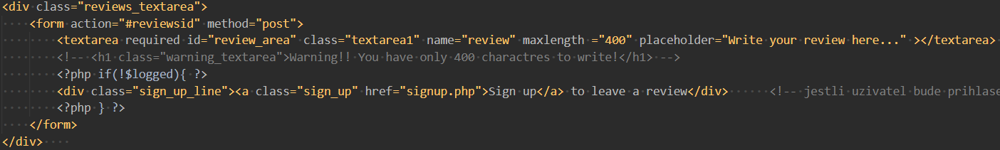 <div class="reviews_textarea">
<form action="#reviewsid" method="post">
<textarea required id="review_area" class="textarea1" name="review" maxlength ="400" placeholder="Write your review here..." ></textarea>
<!-- <h1 class="warning_textarea">Warning!! You have only 400 charactres to write!</h1> -->
<?php if(!$logged){ ?>
<div class="sign_up_line"><a class="sign_up" href="signup.php">Sign up</a> to leave a review</div> <!-- jestli uzivatel bude prihlase
<?php } ?>
</form>
</div>